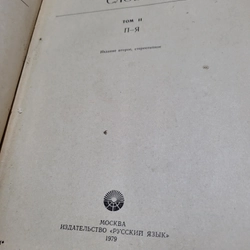 ТОМ II
П–Я
МОСКВА
ИЗДАТЕЛЬСТВО «РУССКИЙ ЯЗЫК»
1979